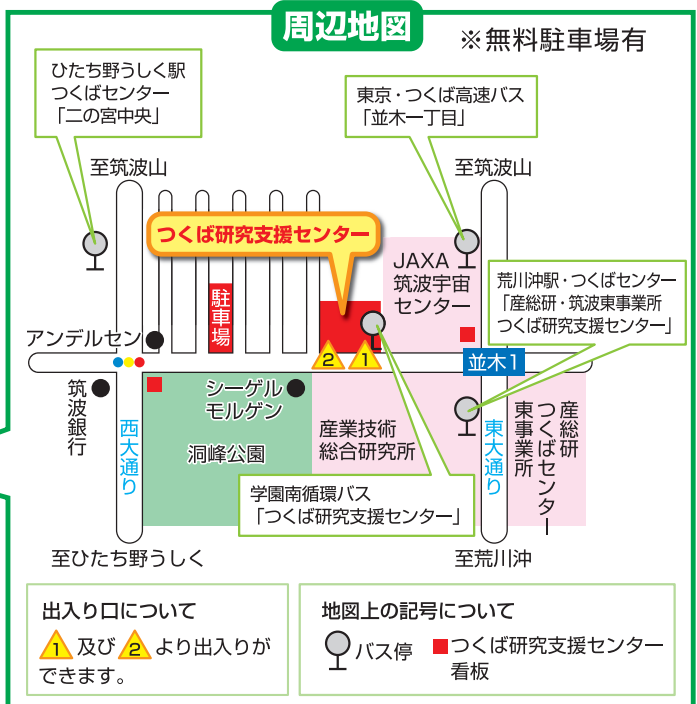 周辺地図
※無料駐車場有
ひたち野うしく駅
つくばセンター
「二の宮中央」
東京・つくば高速バス
「並木一丁目」
至筑波山
至筑波山
つくば研究支援センター
JAXA
筑波宇宙
センター
荒川沖駅・つくばセンター
「産総研・筑波東事業所
つくば研究支援センター」
駐車場
アンデルセン
2
1
並木1
筑波銀行
西大通り
シーゲル
モルゲン
洞峰公園
産業技術
総合研究所
東大通り
産総研
つくばセンター
東事業所
学園南循環バス
「つくば研究支援センター」
至ひたち野うしく
至荒川沖
出入り口について
1 及び 2 より出入りが
できます。
地図上の記号について
バス停
つくば研究支援センター
看板